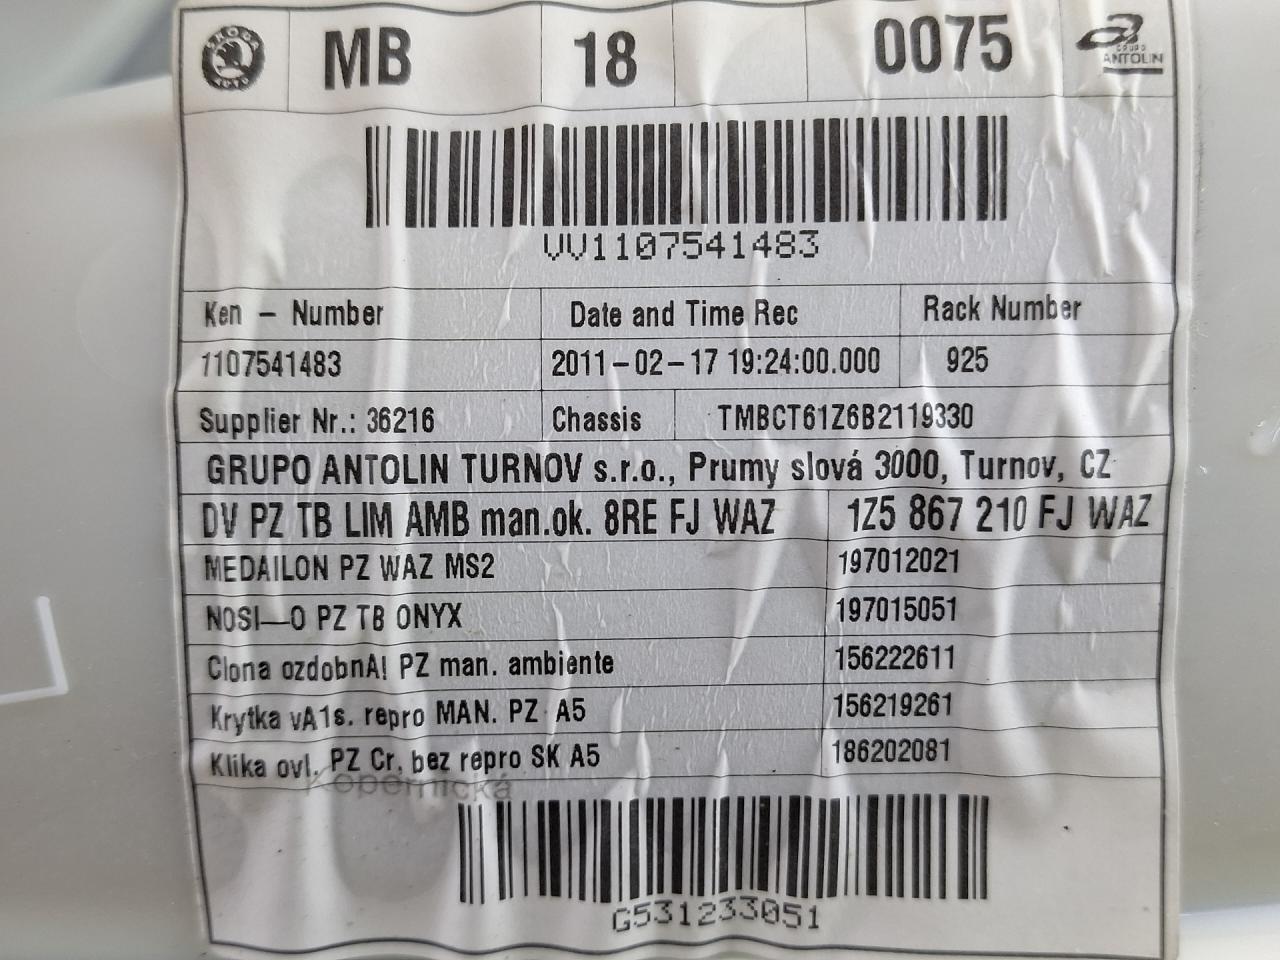 SKODA AUTO MB 18 0075 GRUPO ANTOLIN
VV1107541483
Ken - Number Date and Time Rec Rack Number
1107541483 2011-02-17 19:24:00.000 925
Supplier Nr.: 36216 Chassis TMBCT61Z6B2119330
GRUPO ANTOLIN TURNOV s.r.o., Prumy slová 3000, Turnov, CZ
DV PZ TB LIM AMB man.ok. 8RE FJ WAZ 1Z5 867 210 FJ WAZ
MEDAILON PZ WAZ MS2 197012021
NOSI—O PZ TB ONYX 197015051
Clona ozdobnA! PZ man. ambiente 156222611
Krytka vA1s. repro MAN. PZ A5 156219261
Klika ovl. PZ Cr. bez repro SK A5 186202081
Kopernická
G531233051